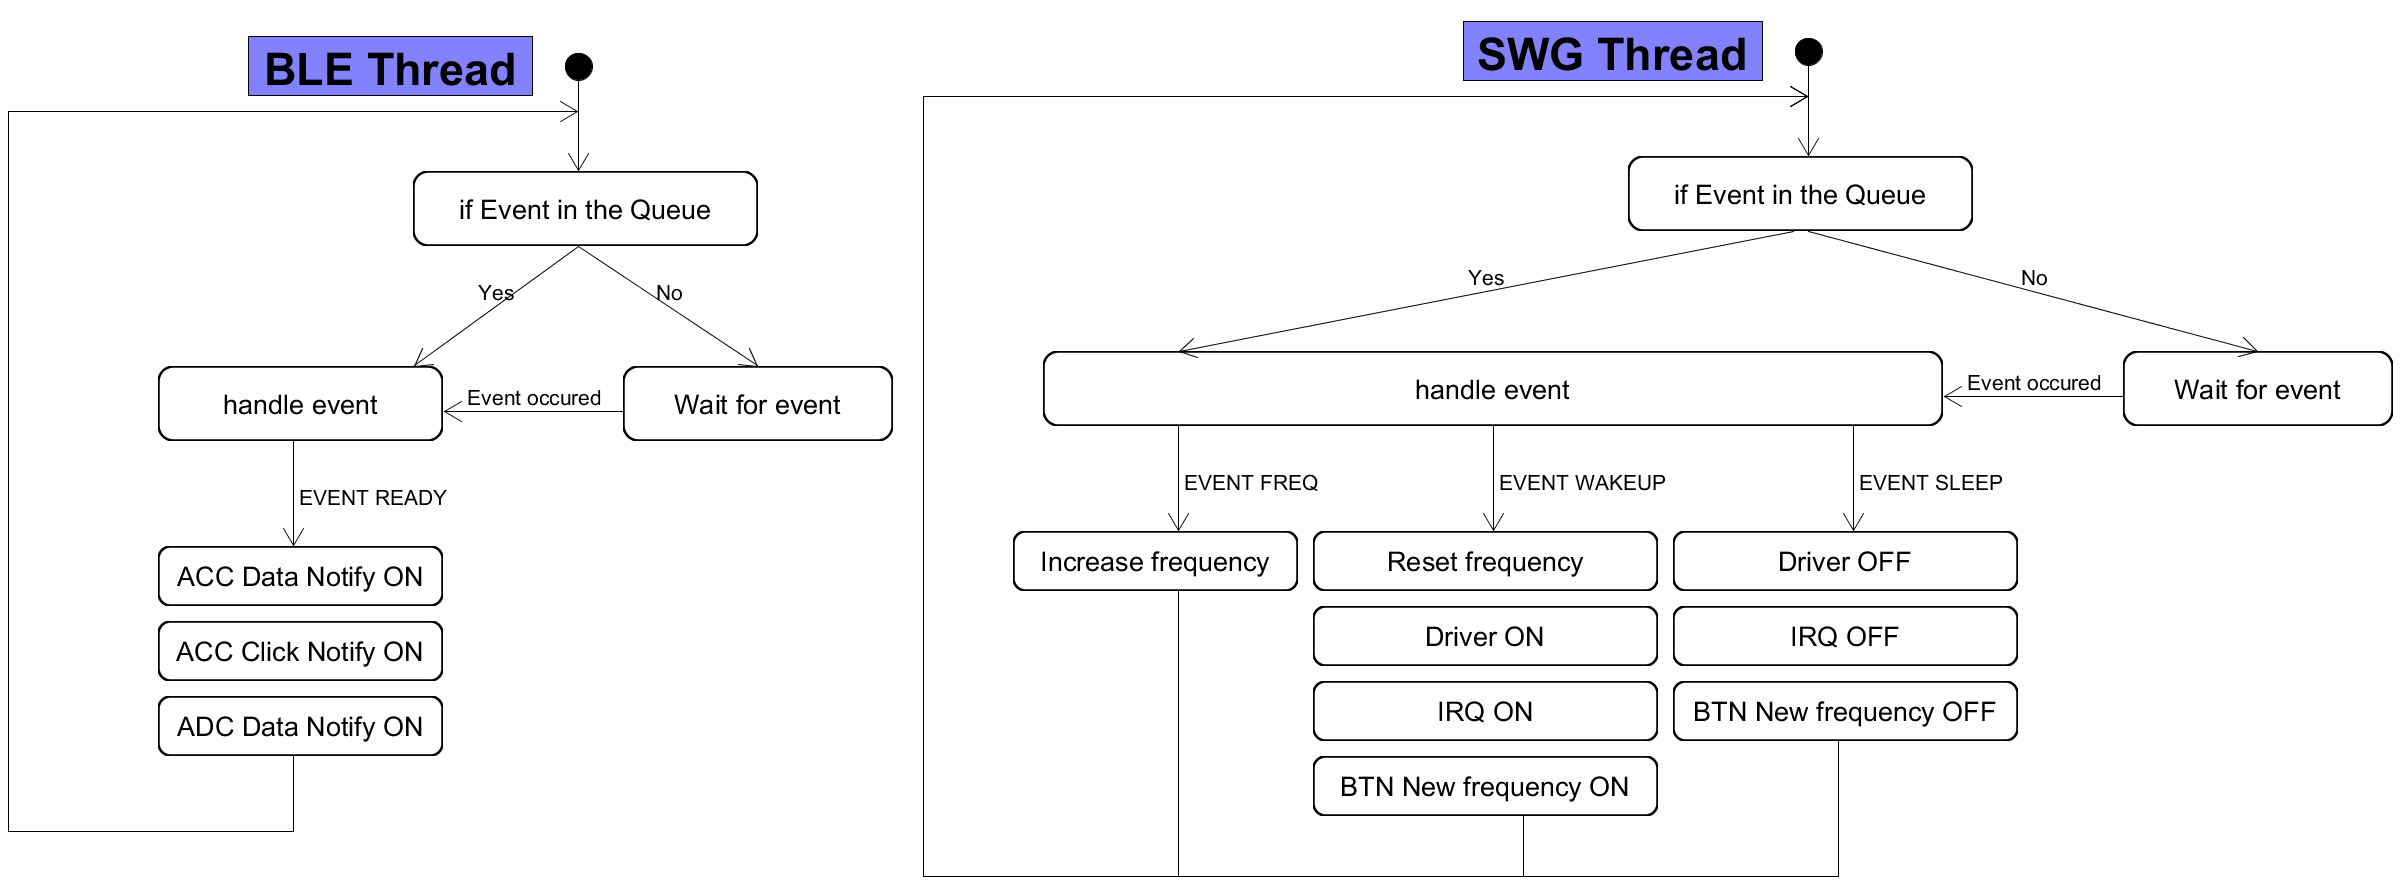 BLE Thread
if Event in the Queue
Yes
No
handle event
Event occured
Wait for event
EVENT READY
ACC Data Notify ON
ACC Click Notify ON
ADC Data Notify ON
SWG Thread
if Event in the Queue
Yes
No
handle event
Event occured
Wait for event
EVENT FREQ
EVENT WAKEUP
EVENT SLEEP
Increase frequency
Reset frequency
Driver OFF
Driver ON
IRQ OFF
IRQ ON
BTN New frequency OFF
BTN New frequency ON